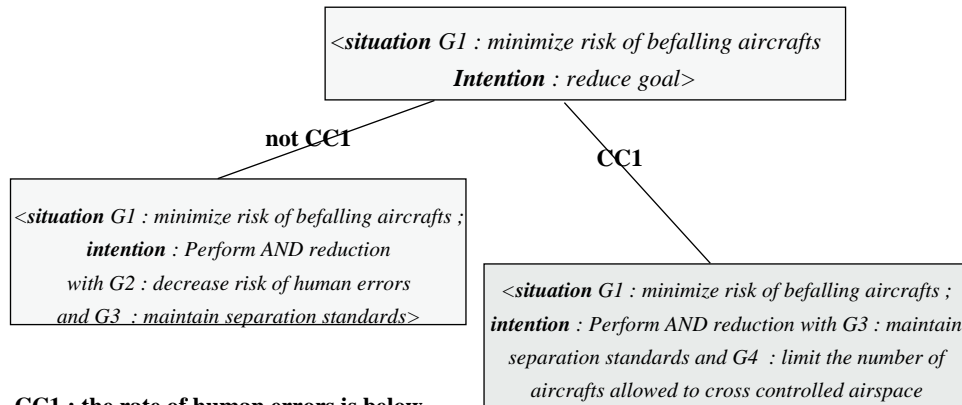 <situation G1 : minimize risk of befalling aircrafts
Intention : reduce goal>
not CC1
CC1
<situation G1 : minimize risk of befalling aircrafts ;
intention : Perform AND reduction
with G2 : decrease risk of human errors
and G3 : maintain separation standards>
<situation G1 : minimize risk of befalling aircrafts ;
intention : Perform AND reduction with G3 : maintain
separation standards and G4 : limit the number of
aircrafts allowed to cross controlled airspace
CC1 : the rate of human errors is below